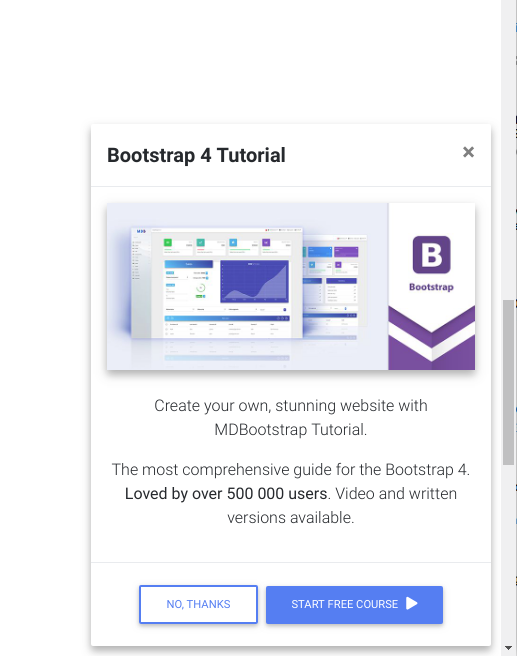 Bootstrap 4 Tutorial
×
MDB
B
Bootstrap
Create your own, stunning website with
MDBootstrap Tutorial.
The most comprehensive guide for the Bootstrap 4.
Loved by over 500 000 users. Video and written
versions available.
NO, THANKS
START FREE COURSE